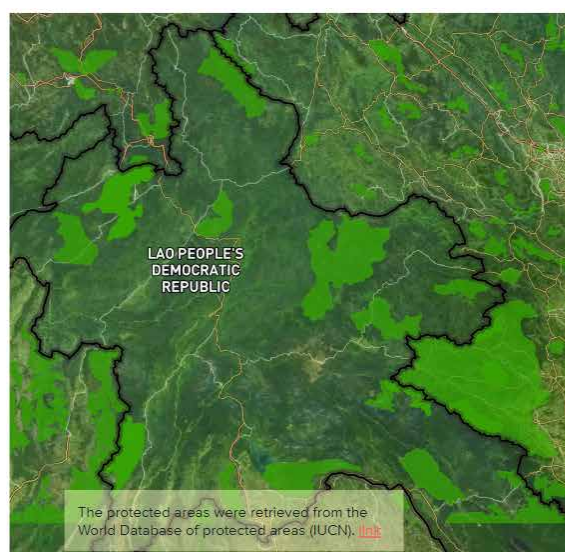 LAO PEOPLE'S
DEMOCRATIC
REPUBLIC
The protected areas were retrieved from the
World Database of protected areas (IUCN). link